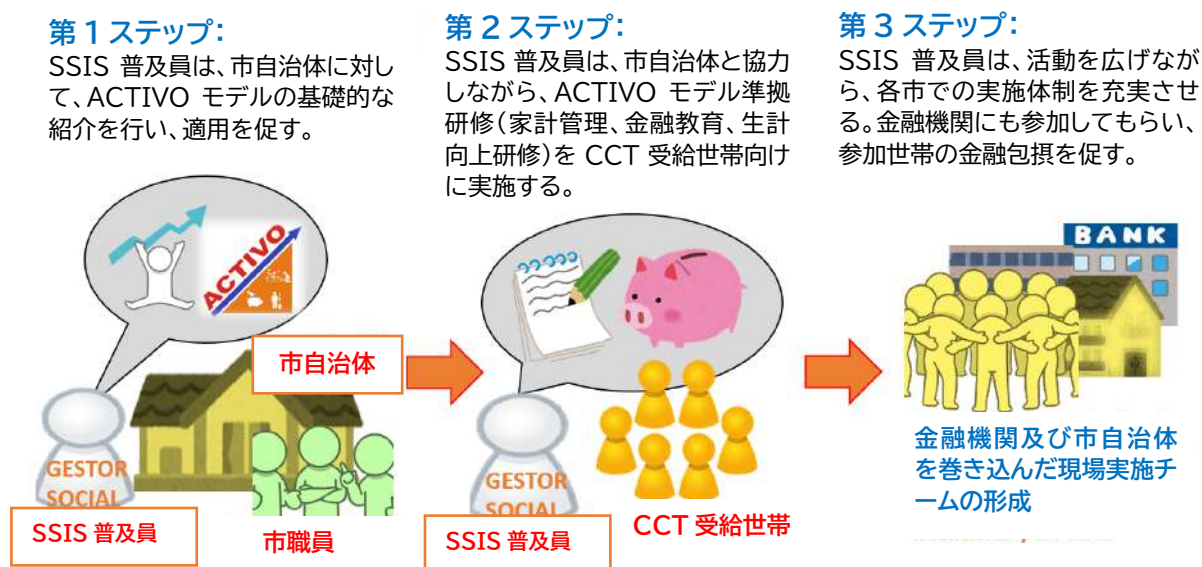 第1ステップ:
SSIS 普及員は、市自治体に対し
て、ACTIVO モデルの基礎的な
紹介を行い、適用を促す。
第2ステップ:
SSIS 普及員は、市自治体と協力
しながら、ACTIVO モデル準拠
研修(家計管理、金融教育、生計
向上研修)を CCT 受給世帯向け
に実施する。
第3ステップ:
SSIS 普及員は、活動を広げなが
ら、各市での実施体制を充実させ
る。金融機関にも参加してもらい、
参加世帯の金融包摂を促す。
ACTIVO
市自治体
GESTOR
SOCIAL
SSIS 普及員
市職員
GESTOR
SOCIAL
SSIS 普及員
CCT 受給世帯
BANK
金融機関及び市自治体
を巻き込んだ現場実施チ
ームの形成